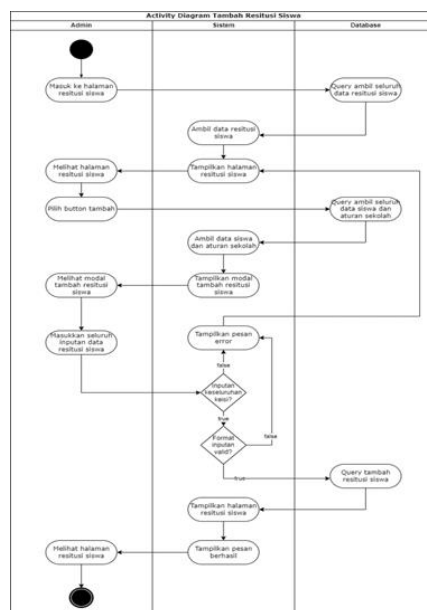 Activity Diagram Tambah Resitusi Siswa
Admin
Sistem
Database
Masuk ke halaman
resitusi siswa
Query ambil seluruh
data resitusi siswa
Ambil data resitusi
siswa
Melihat halaman
resitusi siswa
Tampilkan halaman
resitusi siswa
Pilih button tambah
Query ambil seluruh
data siswa dan
aturan sekolah
Ambil data siswa
dan aturan sekolah
Melihat modal
tambah resitusi
siswa
Tampilkan modal
tambah resitusi
siswa
Masukkan seluruh
inputan data
resitusi siswa
Tampilkan pesan
error
false
Inputan
keseluruhan
keisi?
true
Format
inputan
valid?
false
true
Query tambah
resitusi siswa
Tampilkan halaman
resitusi siswa
Melihat halaman
resitusi siswa
Tampilkan pesan
berhasil